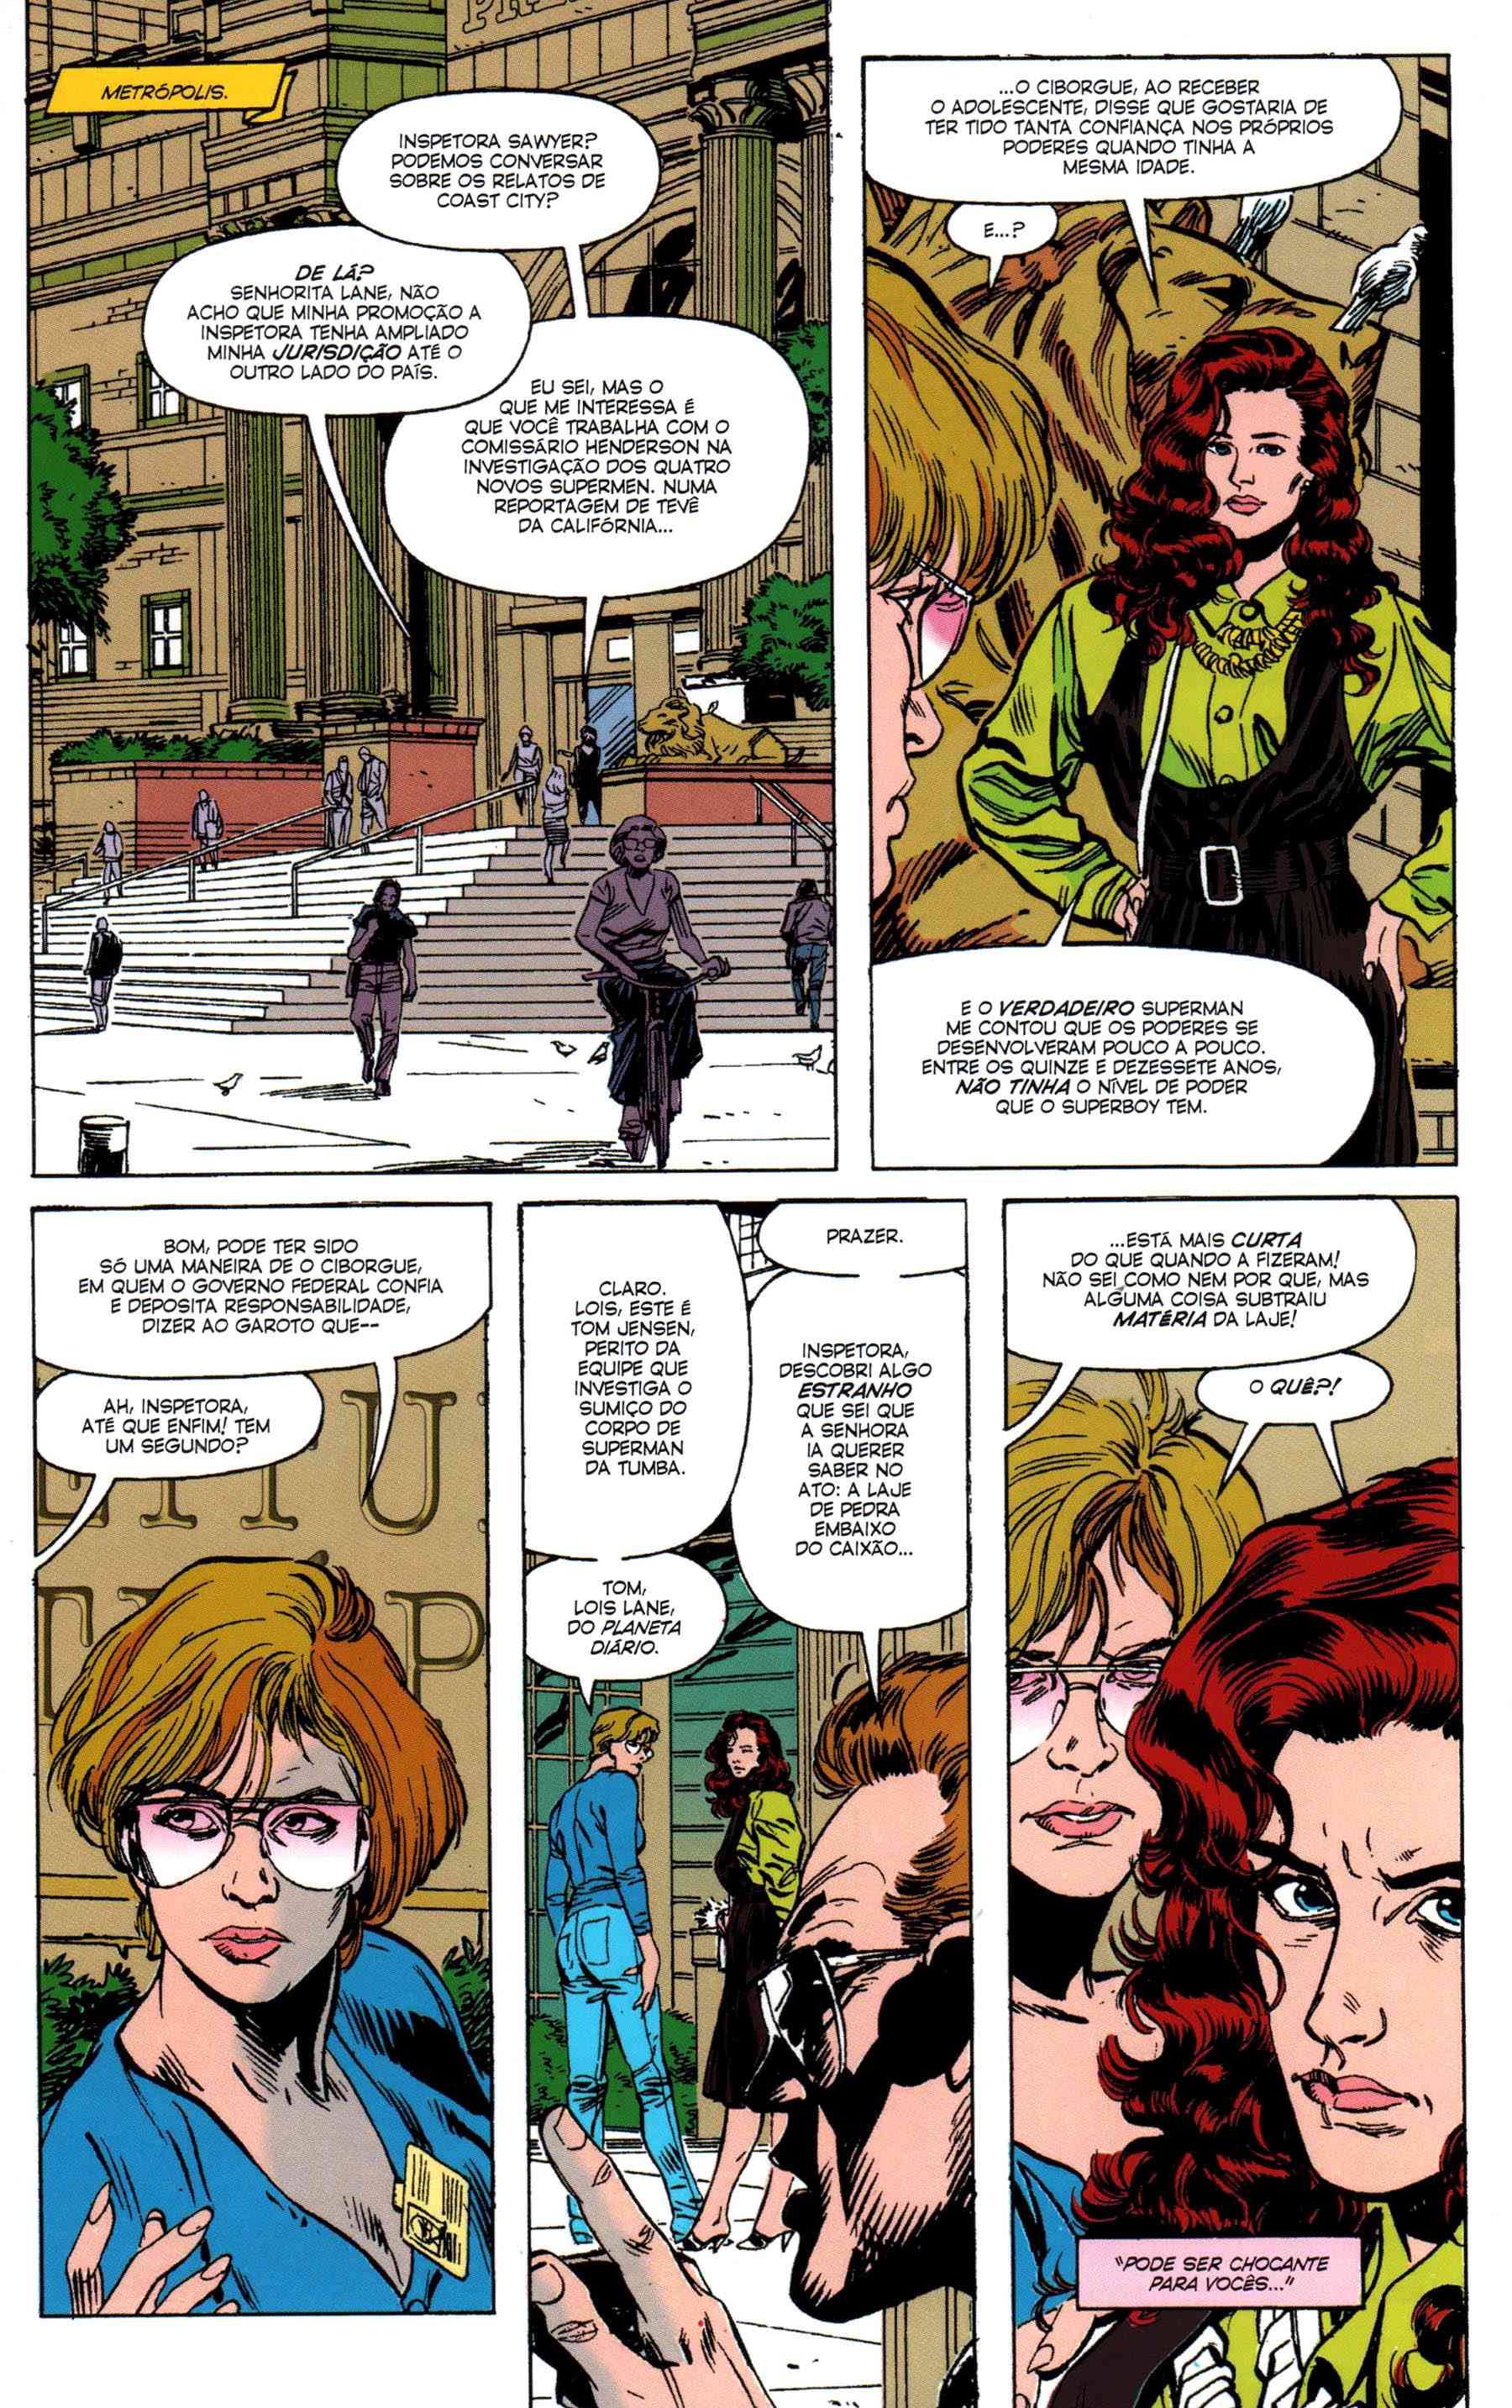 METRÓPOLIS.
INSPETORA SAWYER?
PODEMOS CONVERSAR
SOBRE OS RELATOS DE
COAST CITY?
DE LÁ?
SENHORITA LANE, NÃO
ACHO QUE MINHA PROMOÇÃO A
INSPETORA TENHA AMPLIADO
MINHA JURISDIÇÃO ATÉ O
OUTRO LADO DO PAÍS.
EU SEI, MAS O
QUE ME INTERESSA É
QUE VOCÊ TRABALHA COM O
COMISSÁRIO HENDERSON NA
INVESTIGAÇÃO DOS QUATRO
NOVOS SUPERMEN. NUMA
REPORTAGEM DE TEVÊ
DA CALIFÓRNIA...
...O CIBORGUE, AO RECEBER
O ADOLESCENTE, DISSE QUE GOSTARIA DE
TER TIDO TANTA CONFIANÇA NOS PRÓPRIOS
PODERES QUANDO TINHA A
MESMA IDADE.
E...?
E O VERDADEIRO SUPERMAN
ME CONTOU QUE OS PODERES SE
DESENVOLVERAM POUCO A POUCO.
ENTRE OS QUINZE E DEZESSETE ANOS,
NÃO TINHA O NÍVEL DE PODER
QUE O SUPERBOY TEM.
BOM, PODE TER SIDO
SÓ UMA MANEIRA DE O CIBORGUE,
EM QUEM O GOVERNO FEDERAL CONFIA
E DEPOSITA RESPONSABILIDADE,
DIZER AO GAROTO QUE--
AH, INSPETORA,
ATÉ QUE ENFIM! TEM
UM SEGUNDO?
CLARO.
LOIS, ESTE É
TOM JENSEN,
PERITO DA
EQUIPE QUE
INVESTIGA O
SUMIÇO DO
CORPO DE
SUPERMAN
DA TUMBA.
TOM,
LOIS LANE,
DO PLANETA
DIÁRIO.
PRAZER.
INSPETORA,
DESCOBRI ALGO
ESTRANHO
QUE SEI QUE
A SENHORA
IA QUERER
SABER NO
ATO: A LAJE
DE PEDRA
EMBAIXO
DO CAIXÃO...
...ESTÁ MAIS CURTA
DO QUE QUANDO A FIZERAM!
NÃO SEI COMO NEM POR QUE, MAS
ALGUMA COISA SUBTRAIU
MATÉRIA DA LAJE!
O QUÊ?!
"PODE SER CHOCANTE
PARA VOCÊS..."